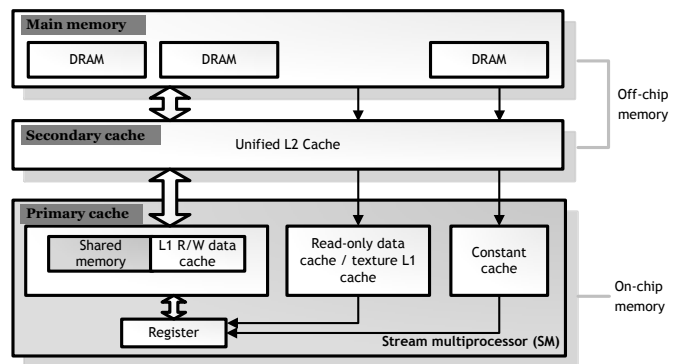 Main memory
DRAM
DRAM
DRAM
Off-chip
memory
Secondary cache
Unified L2 Cache
Primary cache
Shared
memory
L1 R/W data
cache
Read-only data
cache / texture L1
cache
Constant
cache
On-chip
memory
Register
Stream multiprocessor (SM)